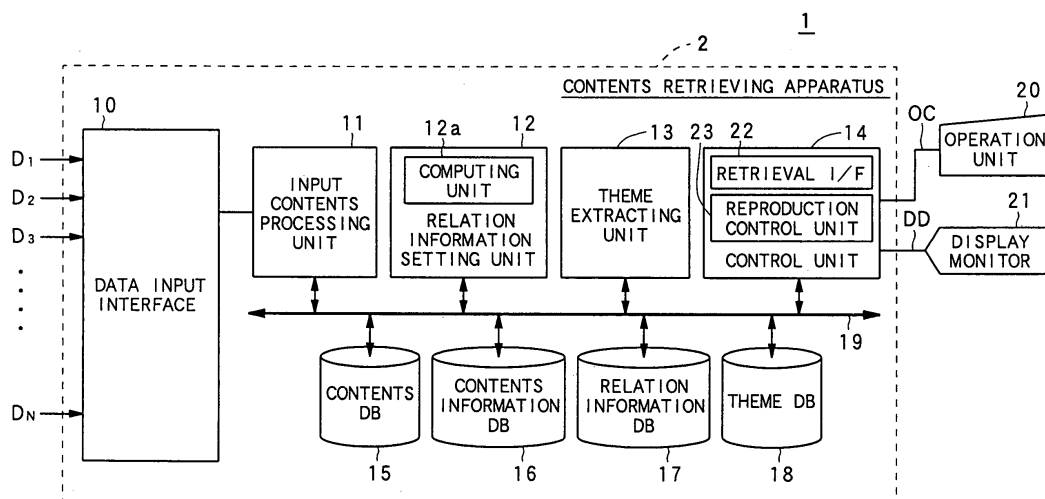 1
2
CONTENTS RETRIEVING APPARATUS
10
11
12a
12
13
23
22
14
OC
20
D1
D2
D3
DN
DATA INPUT
INTERFACE
INPUT
CONTENTS
PROCESSING
UNIT
COMPUTING
UNIT
RELATION
INFORMATION
SETTING UNIT
THEME
EXTRACTING
UNIT
RETRIEVAL I/F
REPRODUCTION
CONTROL UNIT
CONTROL UNIT
OPERATION
UNIT
21
DD
DISPLAY
MONITOR
19
CONTENTS
DB
CONTENTS
INFORMATION
DB
RELATION
INFORMATION
DB
THEME DB
15
16
17
18